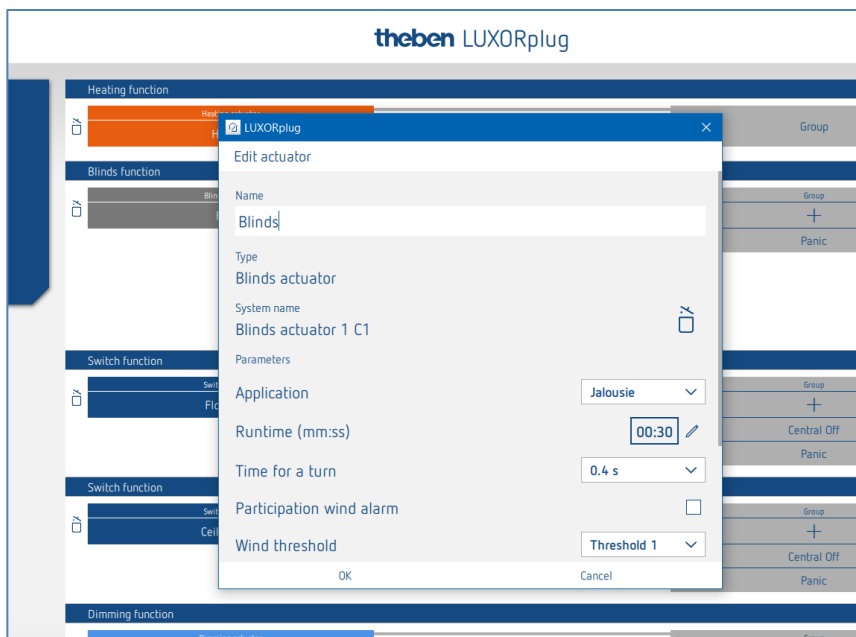 theben LUXORplug
Heating function
Group
LUXORplug
Edit actuator
Blinds function
Name
Blinds
Type
Blinds actuator
System name
Blinds actuator 1 C1
Parameters
Application
Jalousie
Runtime (mm:ss)
00:30
Time for a turn
0.4 s
Participation wind alarm
Wind threshold
Threshold 1
OK
Cancel
Group
+
Panic
Switch function
Group
+
Central Off
Panic
Switch function
Group
+
Central Off
Panic
Dimming function